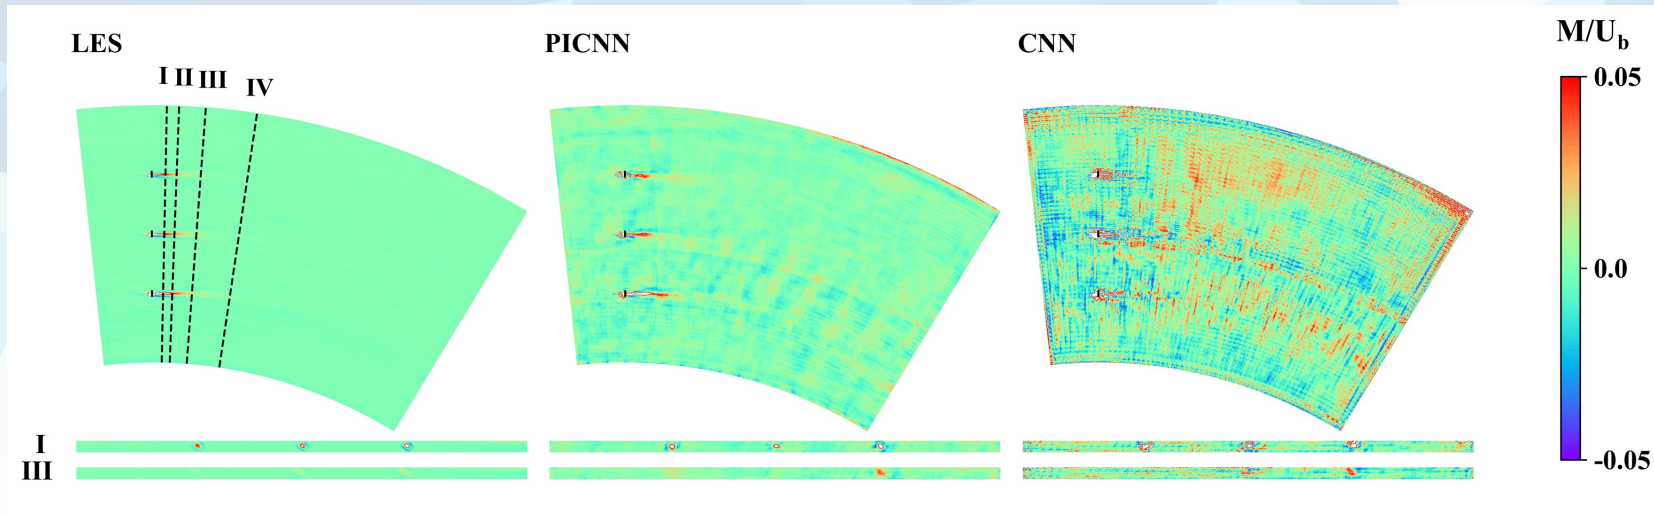 LES
PICNN
CNN
M/U_b
I II III IV
0.05
0.0
-0.05
I
III